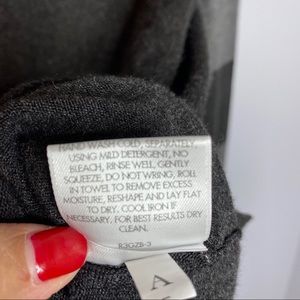 HAND WASH COLD, SEPARATELY,
USING MILD DETERGENT, NO
BLEACH, RINSE WELL, GENTLY
SQUEEZE, DO NOT WRING, ROLL
IN TOWEL TO REMOVE EXCESS
MOISTURE, RESHAPE AND LAY FLAT
TO DRY. COOL IRON IF
NECESSARY, FOR BEST RESULTS DRY
CLEAN.
R3GZB-3
A